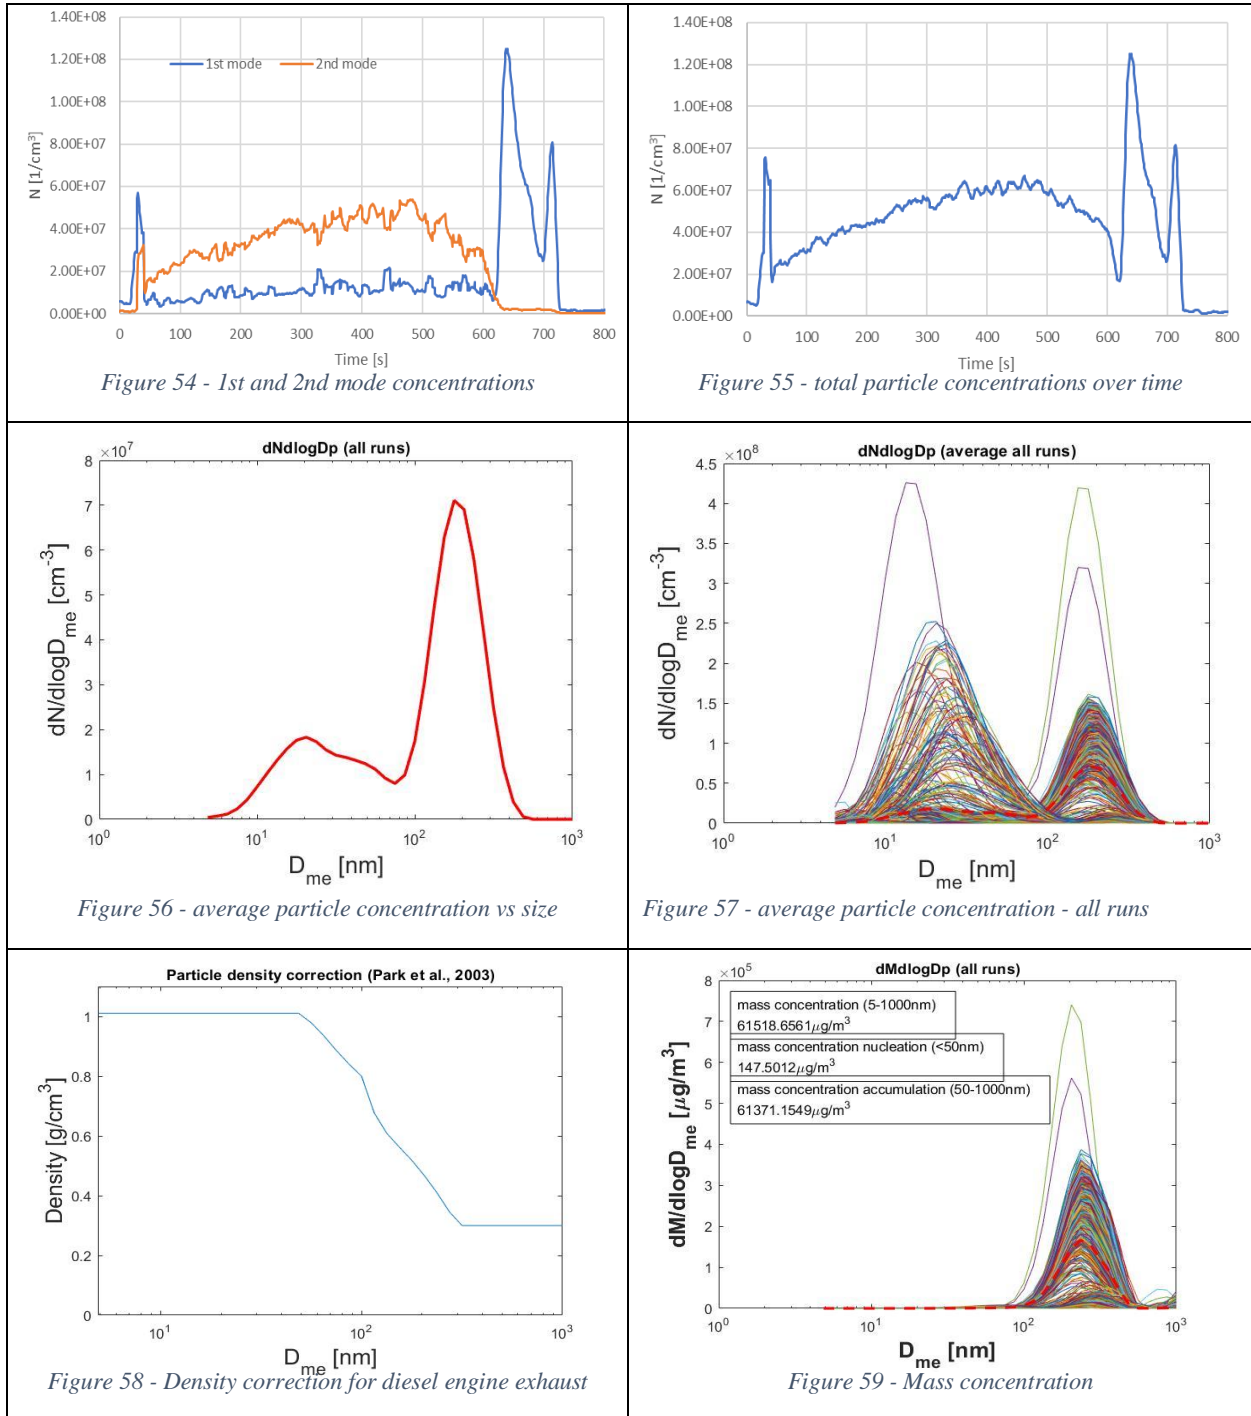 1.40E+08
1.20E+08
1.00E+08
8.00E+07
6.00E+07
4.00E+07
2.00E+07
0.00E+00
N [1/cm³]
1st mode 2nd mode
0 100 200 300 400 500 600 700 800
Time [s]
Figure 54 - 1st and 2nd mode concentrations
1.40E+08
1.20E+08
1.00E+08
8.00E+07
6.00E+07
4.00E+07
2.00E+07
0.00E+00
N [1/cm³]
0 100 200 300 400 500 600 700 800
Time [s]
Figure 55 - total particle concentrations over time
dNdlogDp (all runs)
×10⁷
8
7
6
5
4
3
2
1
0
dN/dlogD_me [cm⁻³]
10⁰ 10¹ 10² 10³
D_me [nm]
Figure 56 - average particle concentration vs size
dNdlogDp (average all runs)
×10⁸
4.5
4
3.5
3
2.5
2
1.5
1
0.5
0
dN/dlogD_me [cm⁻³]
10⁰ 10¹ 10² 10³
D_me [nm]
Figure 57 - average particle concentration - all runs
Particle density correction (Park et al., 2003)
1
0.8
0.6
0.4
0.2
0
Density [g/cm³]
10¹ 10² 10³
D_me [nm]
Figure 58 - Density correction for diesel engine exhaust
dMdlogDp (all runs)
×10⁵
8
7
6
5
4
3
2
1
0
dM/dlogD_me [μg/m³]
mass concentration (5-1000nm)
61518.6561μg/m³
mass concentration nucleation (<50nm)
147.5012μg/m³
mass concentration accumulation (50-1000nm)
61371.1549μg/m³
10⁰ 10¹ 10² 10³
D_me [nm]
Figure 59 - Mass concentration